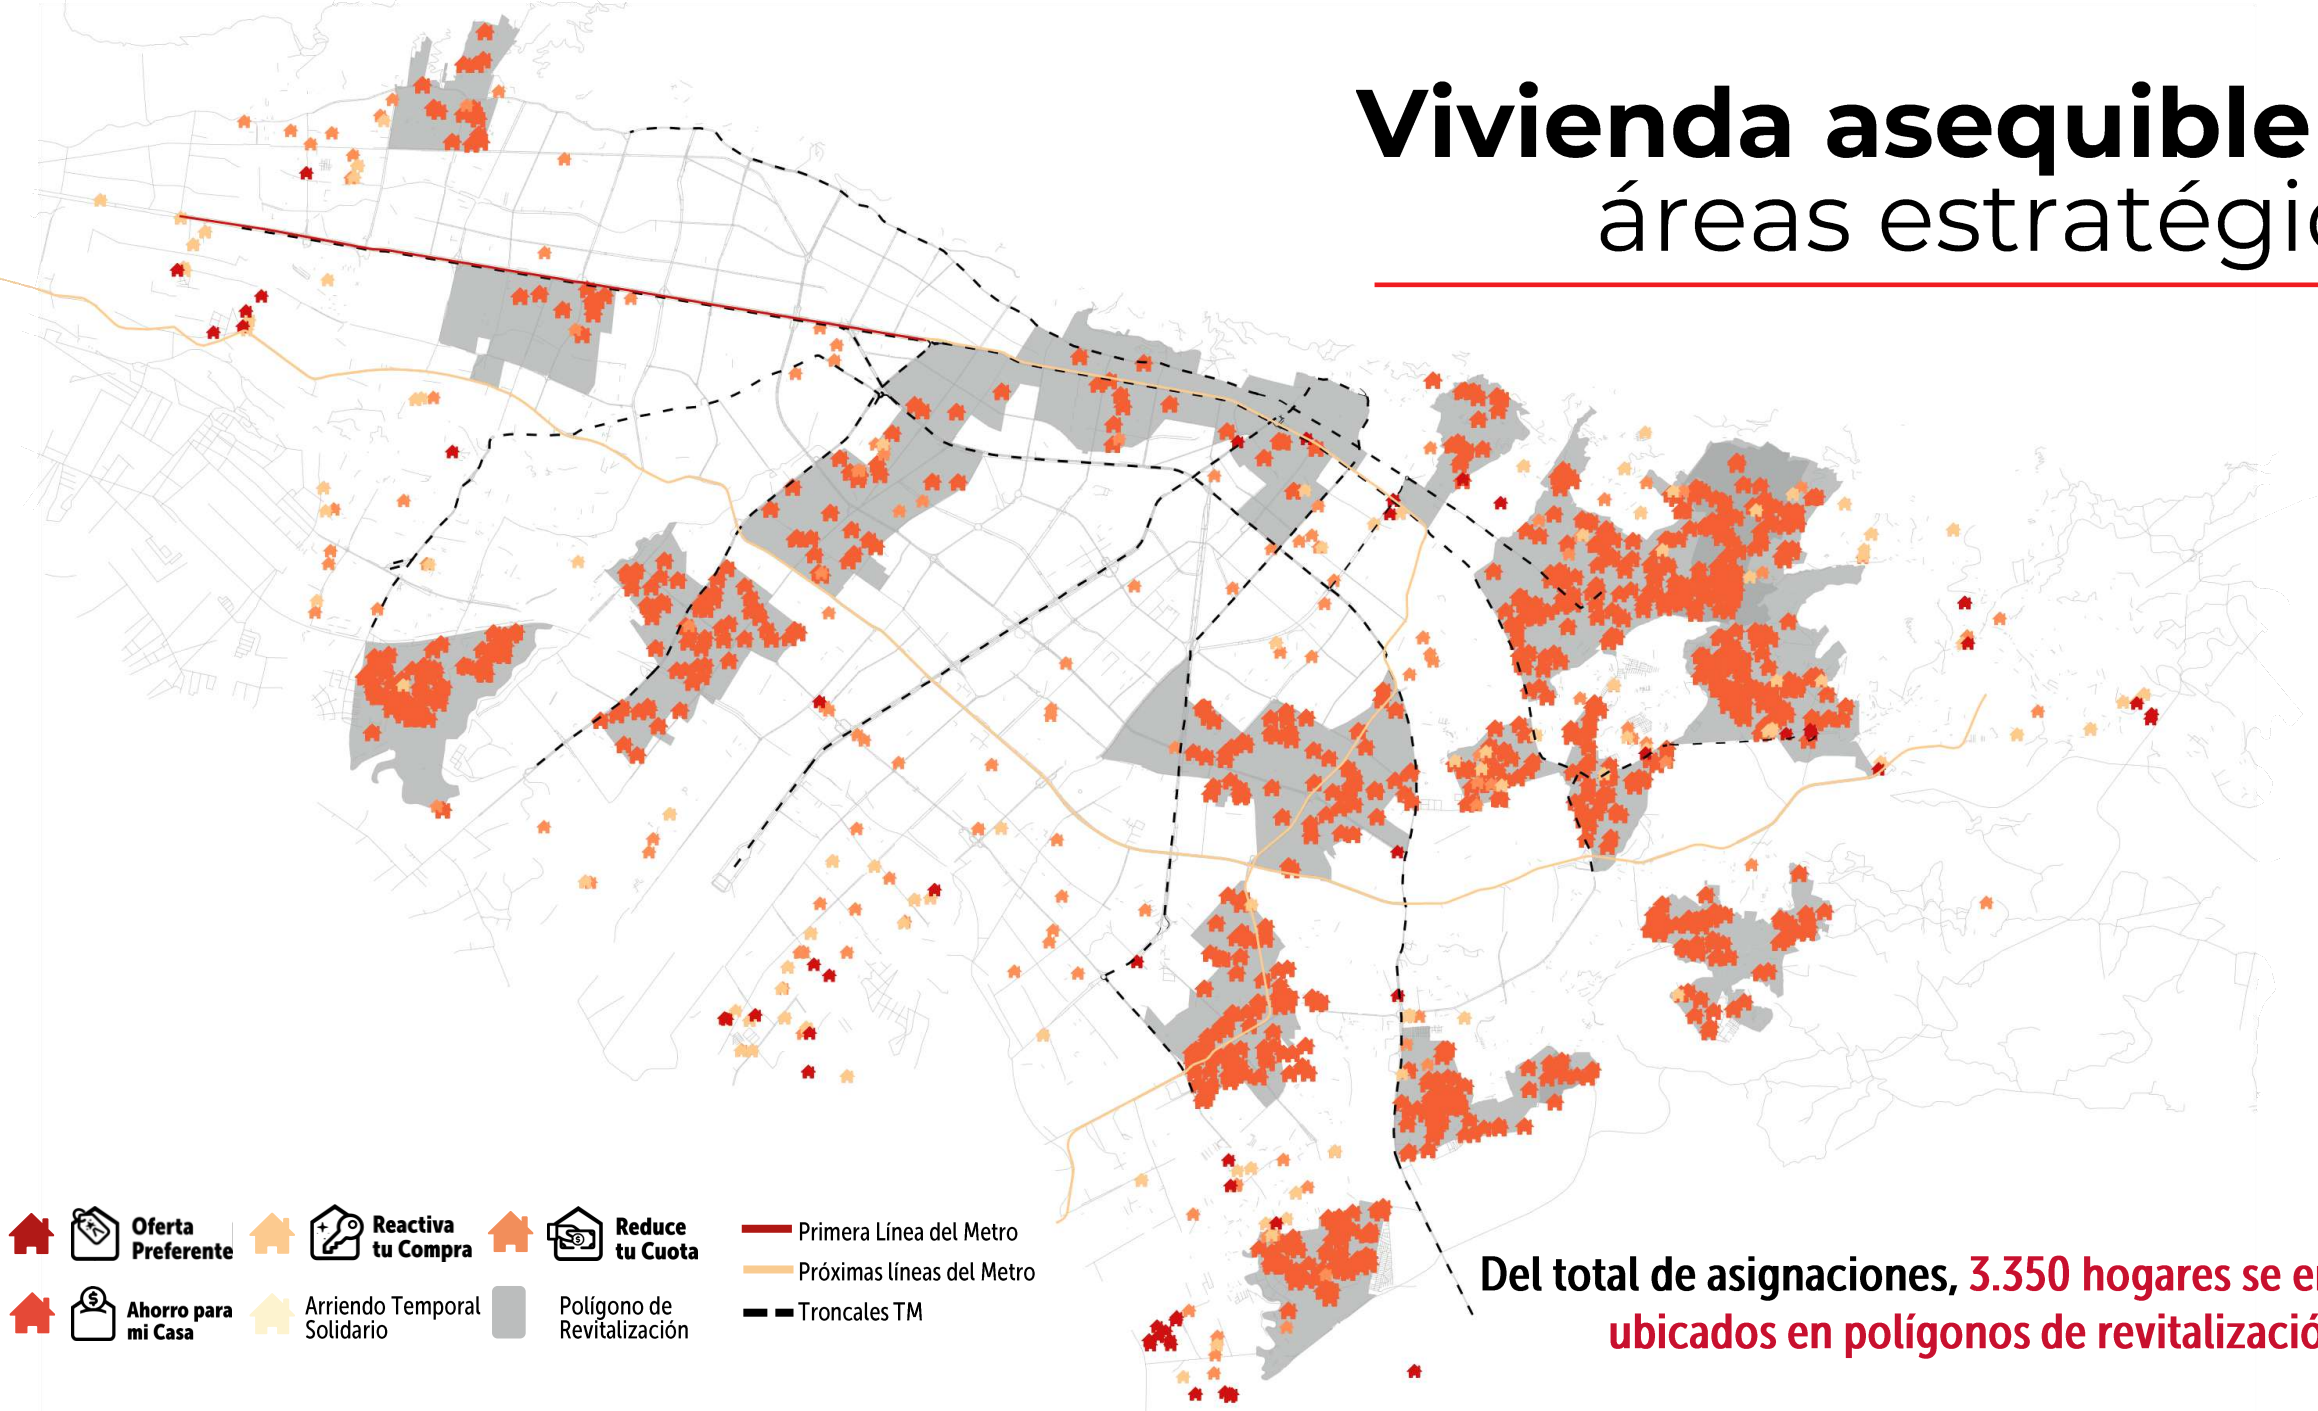 Vivienda asequible
áreas estratégic
Oferta
Preferente
Reactiva
tu Compra
Reduce
tu Cuota
Ahorro para
mi Casa
Arriendo Temporal
Solidario
Polígono de
Revitalización
Primera Línea del Metro
Próximas líneas del Metro
Troncales TM
Del total de asignaciones, 3.350 hogares se en
ubicados en polígonos de revitalizació